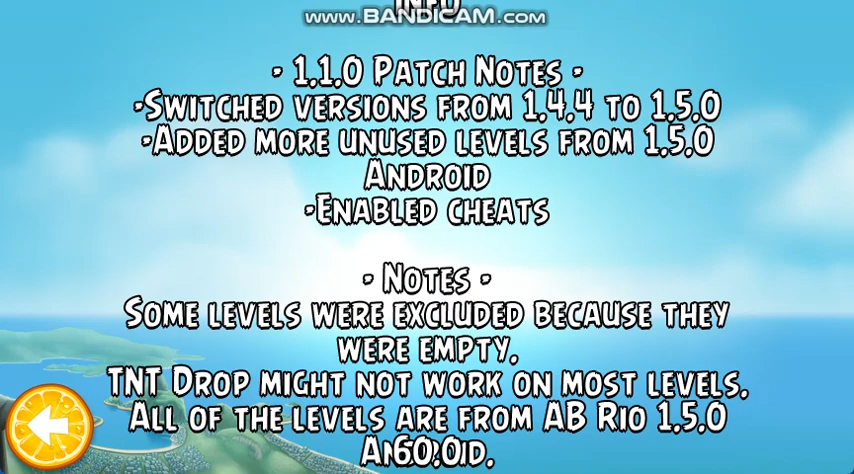 INFO
WWW.BANDICAM.COM
- 1.1.0 PATCH NOTES -
-SWITCHED VERSIONS FROM 1.4.4 TO 1.5.0
-ADDED MORE UNUSED LEVELS FROM 1.5.0
ANDROID
-ENABLED CHEATS
- NOTES -
SOME LEVELS WERE EXCLUDED BECAUSE THEY
WERE EMPTY.
TNT DROP MIGHT NOT WORK ON MOST LEVELS.
ALL OF THE LEVELS ARE FROM AB RIO 1.5.0
60.0